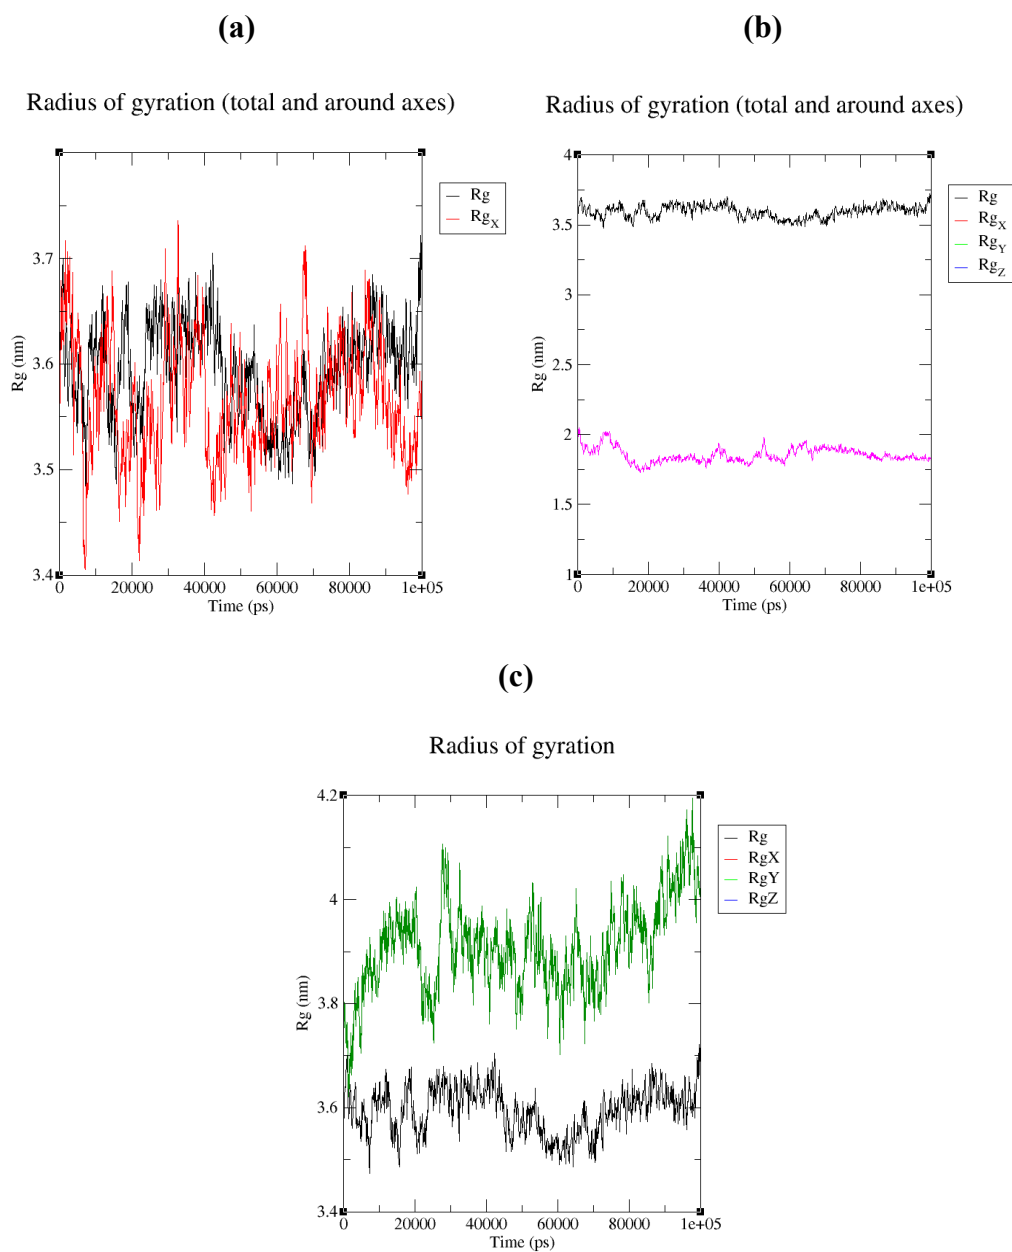 (a)
Radius of gyration (total and around axes)
Rg (nm)
3.7
3.6
3.5
3.4
0 20000 40000 60000 80000 1e+05
Time (ps)
Rg
Rg_X
(b)
Radius of gyration (total and around axes)
Rg (nm)
4
3.5
3
2.5
2
1.5
1
0 20000 40000 60000 80000 1e+05
Time (ps)
Rg
Rg_X
Rg_Y
Rg_Z
(c)
Radius of gyration
Rg (nm)
4.2
4
3.8
3.6
3.4
0 20000 40000 60000 80000 1e+05
Time (ps)
Rg
RgX
RgY
RgZ